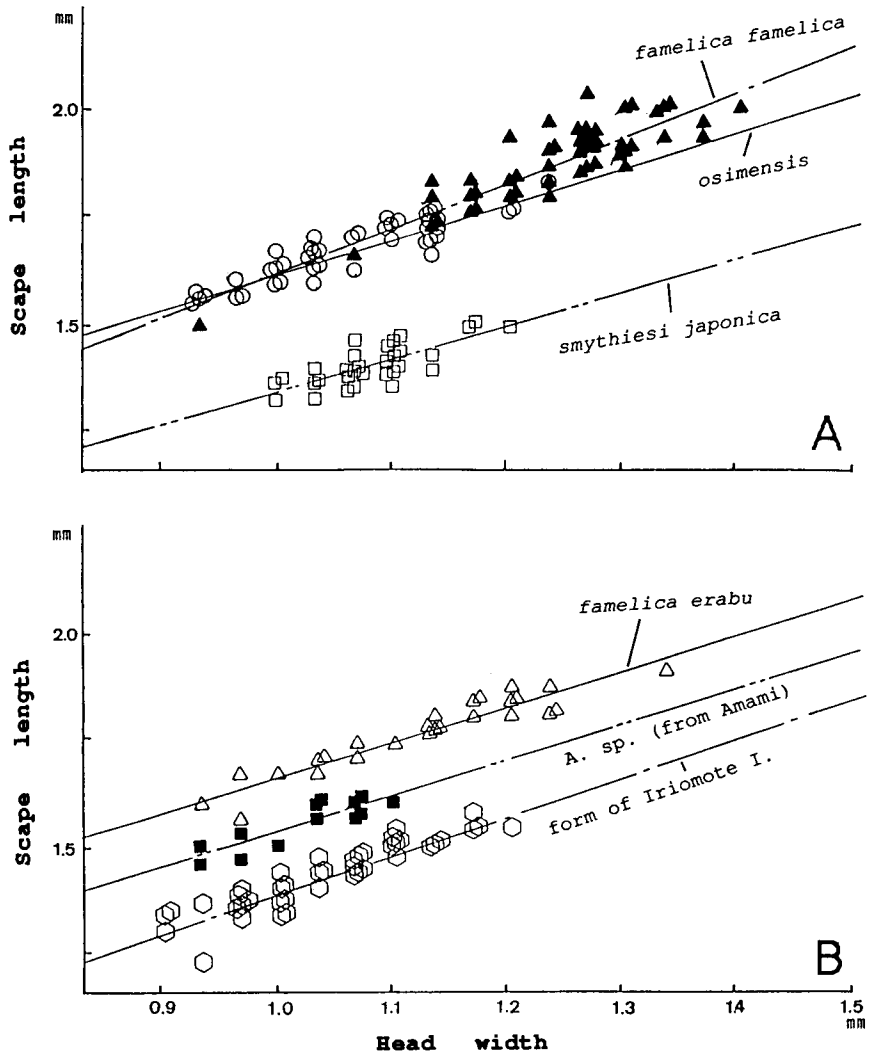 mm
famelica famelica
2.0
osimensis
Scape length
1.5
smythiesi japonica
A
mm
famelica erabu
2.0
Scape length
A. sp. (from Amami)
form of Iriomote I.
1.5
B
0.9 1.0 1.1 1.2 1.3 14 1.5
mm
Head width